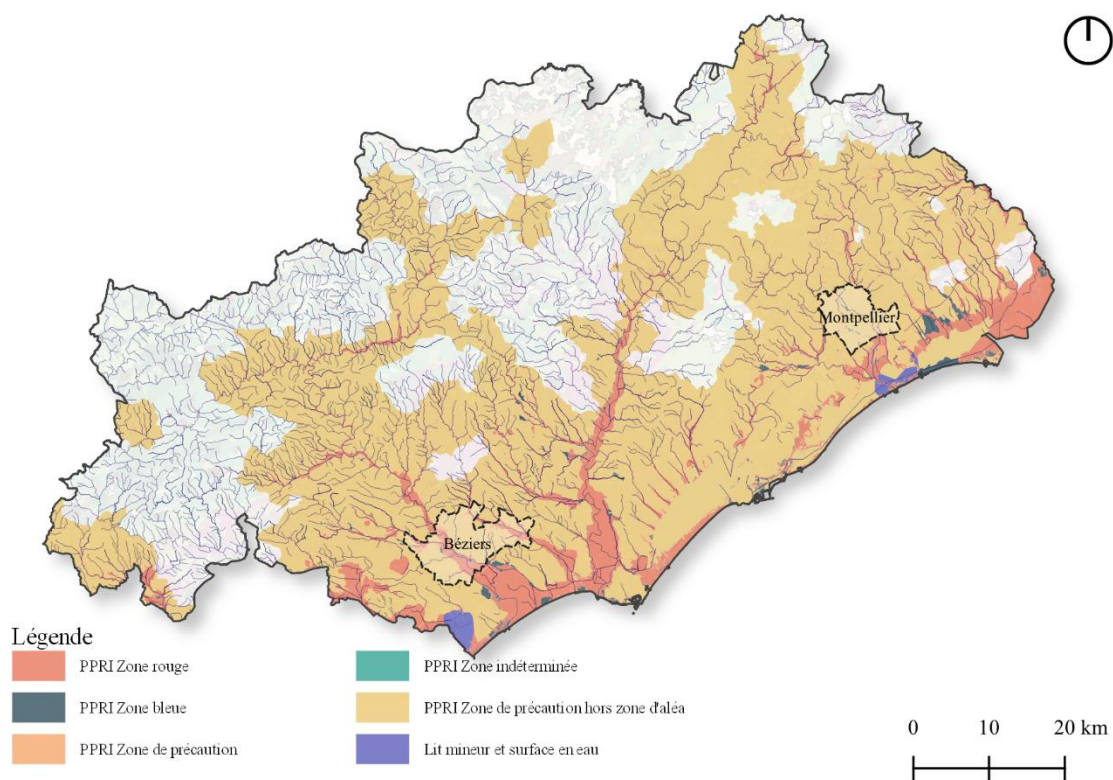 Montpellier
Béziers
Légende
PPRI Zone rouge
PPRI Zone bleue
PPRI Zone de précaution
PPRI Zone indéterminée
PPRI Zone de précaution hors zone d'aléa
Lit mineur et surface en eau
0 10 20 km